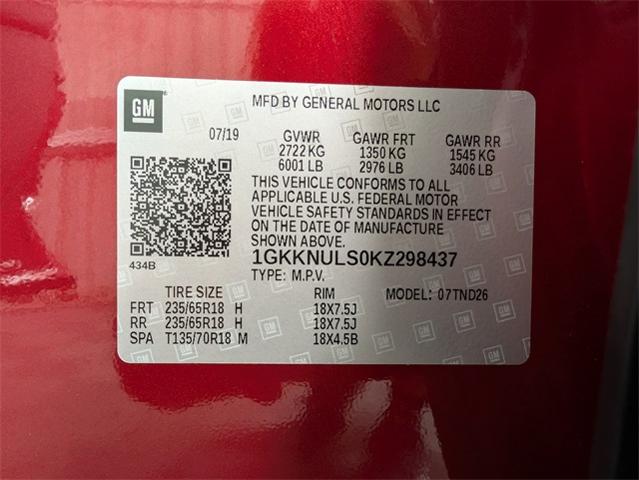 GM
MFD BY GENERAL MOTORS LLC
07/19 GVWR GAWR FRT GAWR RR
2722 KG 1350 KG 1545 KG
6001 LB 2976 LB 3406 LB
THIS VEHICLE CONFORMS TO ALL
APPLICABLE U.S. FEDERAL MOTOR
VEHICLE SAFETY STANDARDS IN EFFECT
ON THE DATE OF MANUFACTURE
SHOWN ABOVE.
434B
1GKKNULS0KZ298437
TYPE: M.P.V.
TIRE SIZE RIM MODEL: 07TND26
FRT 235/65R18 H 18X7.5J
RR 235/65R18 H 18X7.5J
SPA T135/70R18 M 18X4.5B